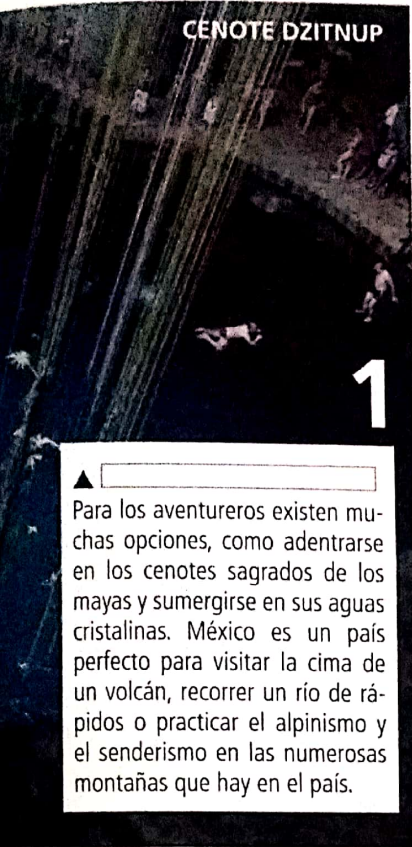 CENOTE DZITNUP
1
Para los aventureros existen mu-
chas opciones, como adentrarse
en los cenotes sagrados de los
mayas y sumergirse en sus aguas
cristalinas. México es un país
perfecto para visitar la cima de
un volcán, recorrer un río de rá-
pidos o practicar el alpinismo y
el senderismo en las numerosas
montañas que hay en el país.